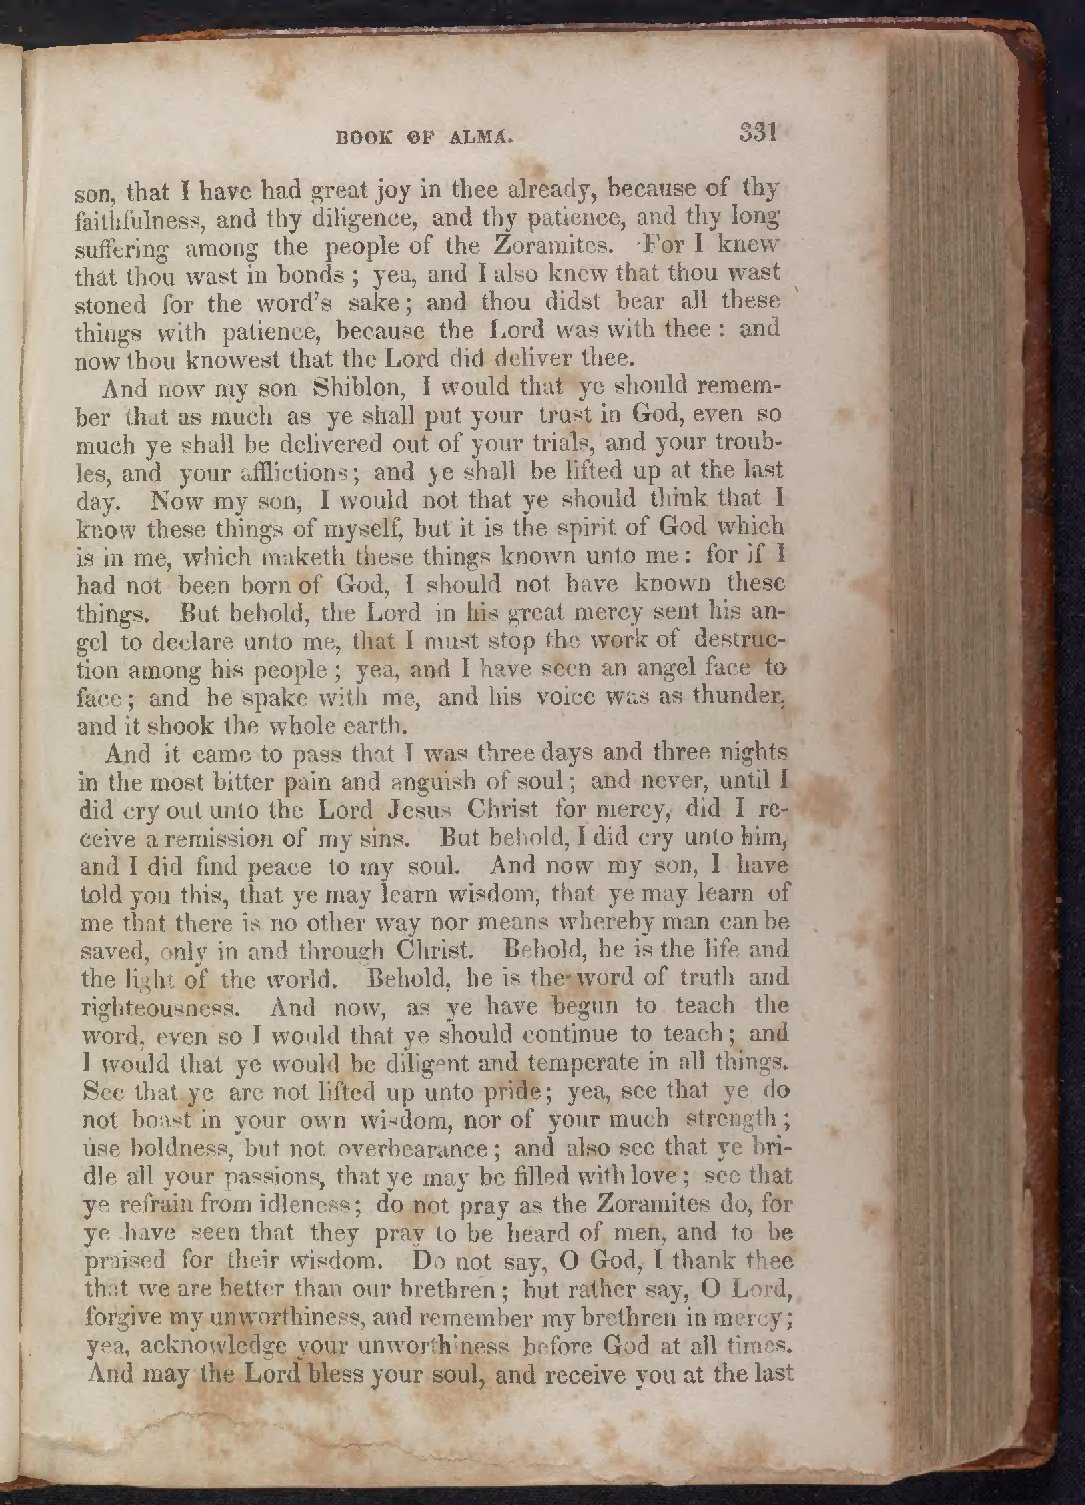 BOOK OF ALMA. 331
son, that I have had great joy in thee already, because of thy
faithfulness, and thy diligence, and thy patience, and thy long
suffering among the people of the Zoramites. For I knew
that thou wast in bonds; yea, and I also knew that thou wast
stoned for the word's sake; and thou didst bear all these
things with patience, because the Lord was with thee: and
now thou knowest that the Lord did deliver thee.
And now my son Shiblon, I would that ye should remem-
ber that as much as ye shall put your trust in God, even so
much ye shall be delivered out of your trials, and your troub-
les, and your afflictions; and ye shall be lifted up at the last
day. Now my son, I would not that ye should think that I
know these things of myself, but it is the spirit of God which
is in me, which maketh these things known unto me: for if I
had not been born of God, I should not have known these
things. But behold, the Lord in his great mercy sent his an-
gel to declare unto me, that I must stop the work of destruc-
tion among his people; yea, and I have seen an angel face to
face; and he spake with me, and his voice was as thunder,
and it shook the whole earth.
And it came to pass that I was three days and three nights
in the most bitter pain and anguish of soul; and never, until I
did cry out unto the Lord Jesus Christ for mercy, did I re-
ceive a remission of my sins. But behold, I did cry unto him,
and I did find peace to my soul. And now my son, I have
told you this, that ye may learn wisdom, that ye may learn of
me that there is no other way nor means whereby man can be
saved, only in and through Christ. Behold, he is the life and
the light of the world. Behold, he is the word of truth and
righteousness. And now, as ye have begun to teach the
word, even so I would that ye should continue to teach; and
I would that ye would be diligent and temperate in all things.
See that ye are not lifted up unto pride; yea, see that ye do
not boast in your own wisdom, nor of your much strength;
use boldness, but not overbearance; and also see that ye bri-
dle all your passions, that ye may be filled with love; see that
ye refrain from idleness; do not pray as the Zoramites do, for
ye have seen that they pray to be heard of men, and to be
praised for their wisdom. Do not say, O God, I thank thee
that we are better than our brethren; but rather say, O Lord,
forgive my unworthiness, and remember my brethren in mercy;
yea, acknowledge your unworthiness before God at all times.
And may the Lord bless your soul, and receive you at the last